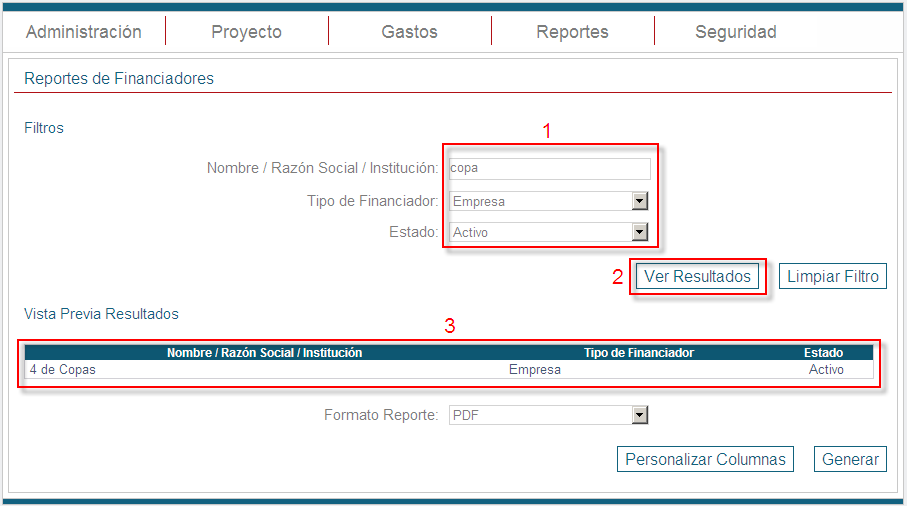 Administración Proyecto Gastos Reportes Seguridad
Reportes de Financiadores
Filtros
1
Nombre / Razón Social / Institución: copa
Tipo de Financiador: Empresa
Estado: Activo
2 Ver Resultados Limpiar Filtro
Vista Previa Resultados
3
Nombre / Razón Social / Institución Tipo de Financiador Estado
4 de Copas Empresa Activo
Formato Reporte: PDF
Personalizar Columnas Generar